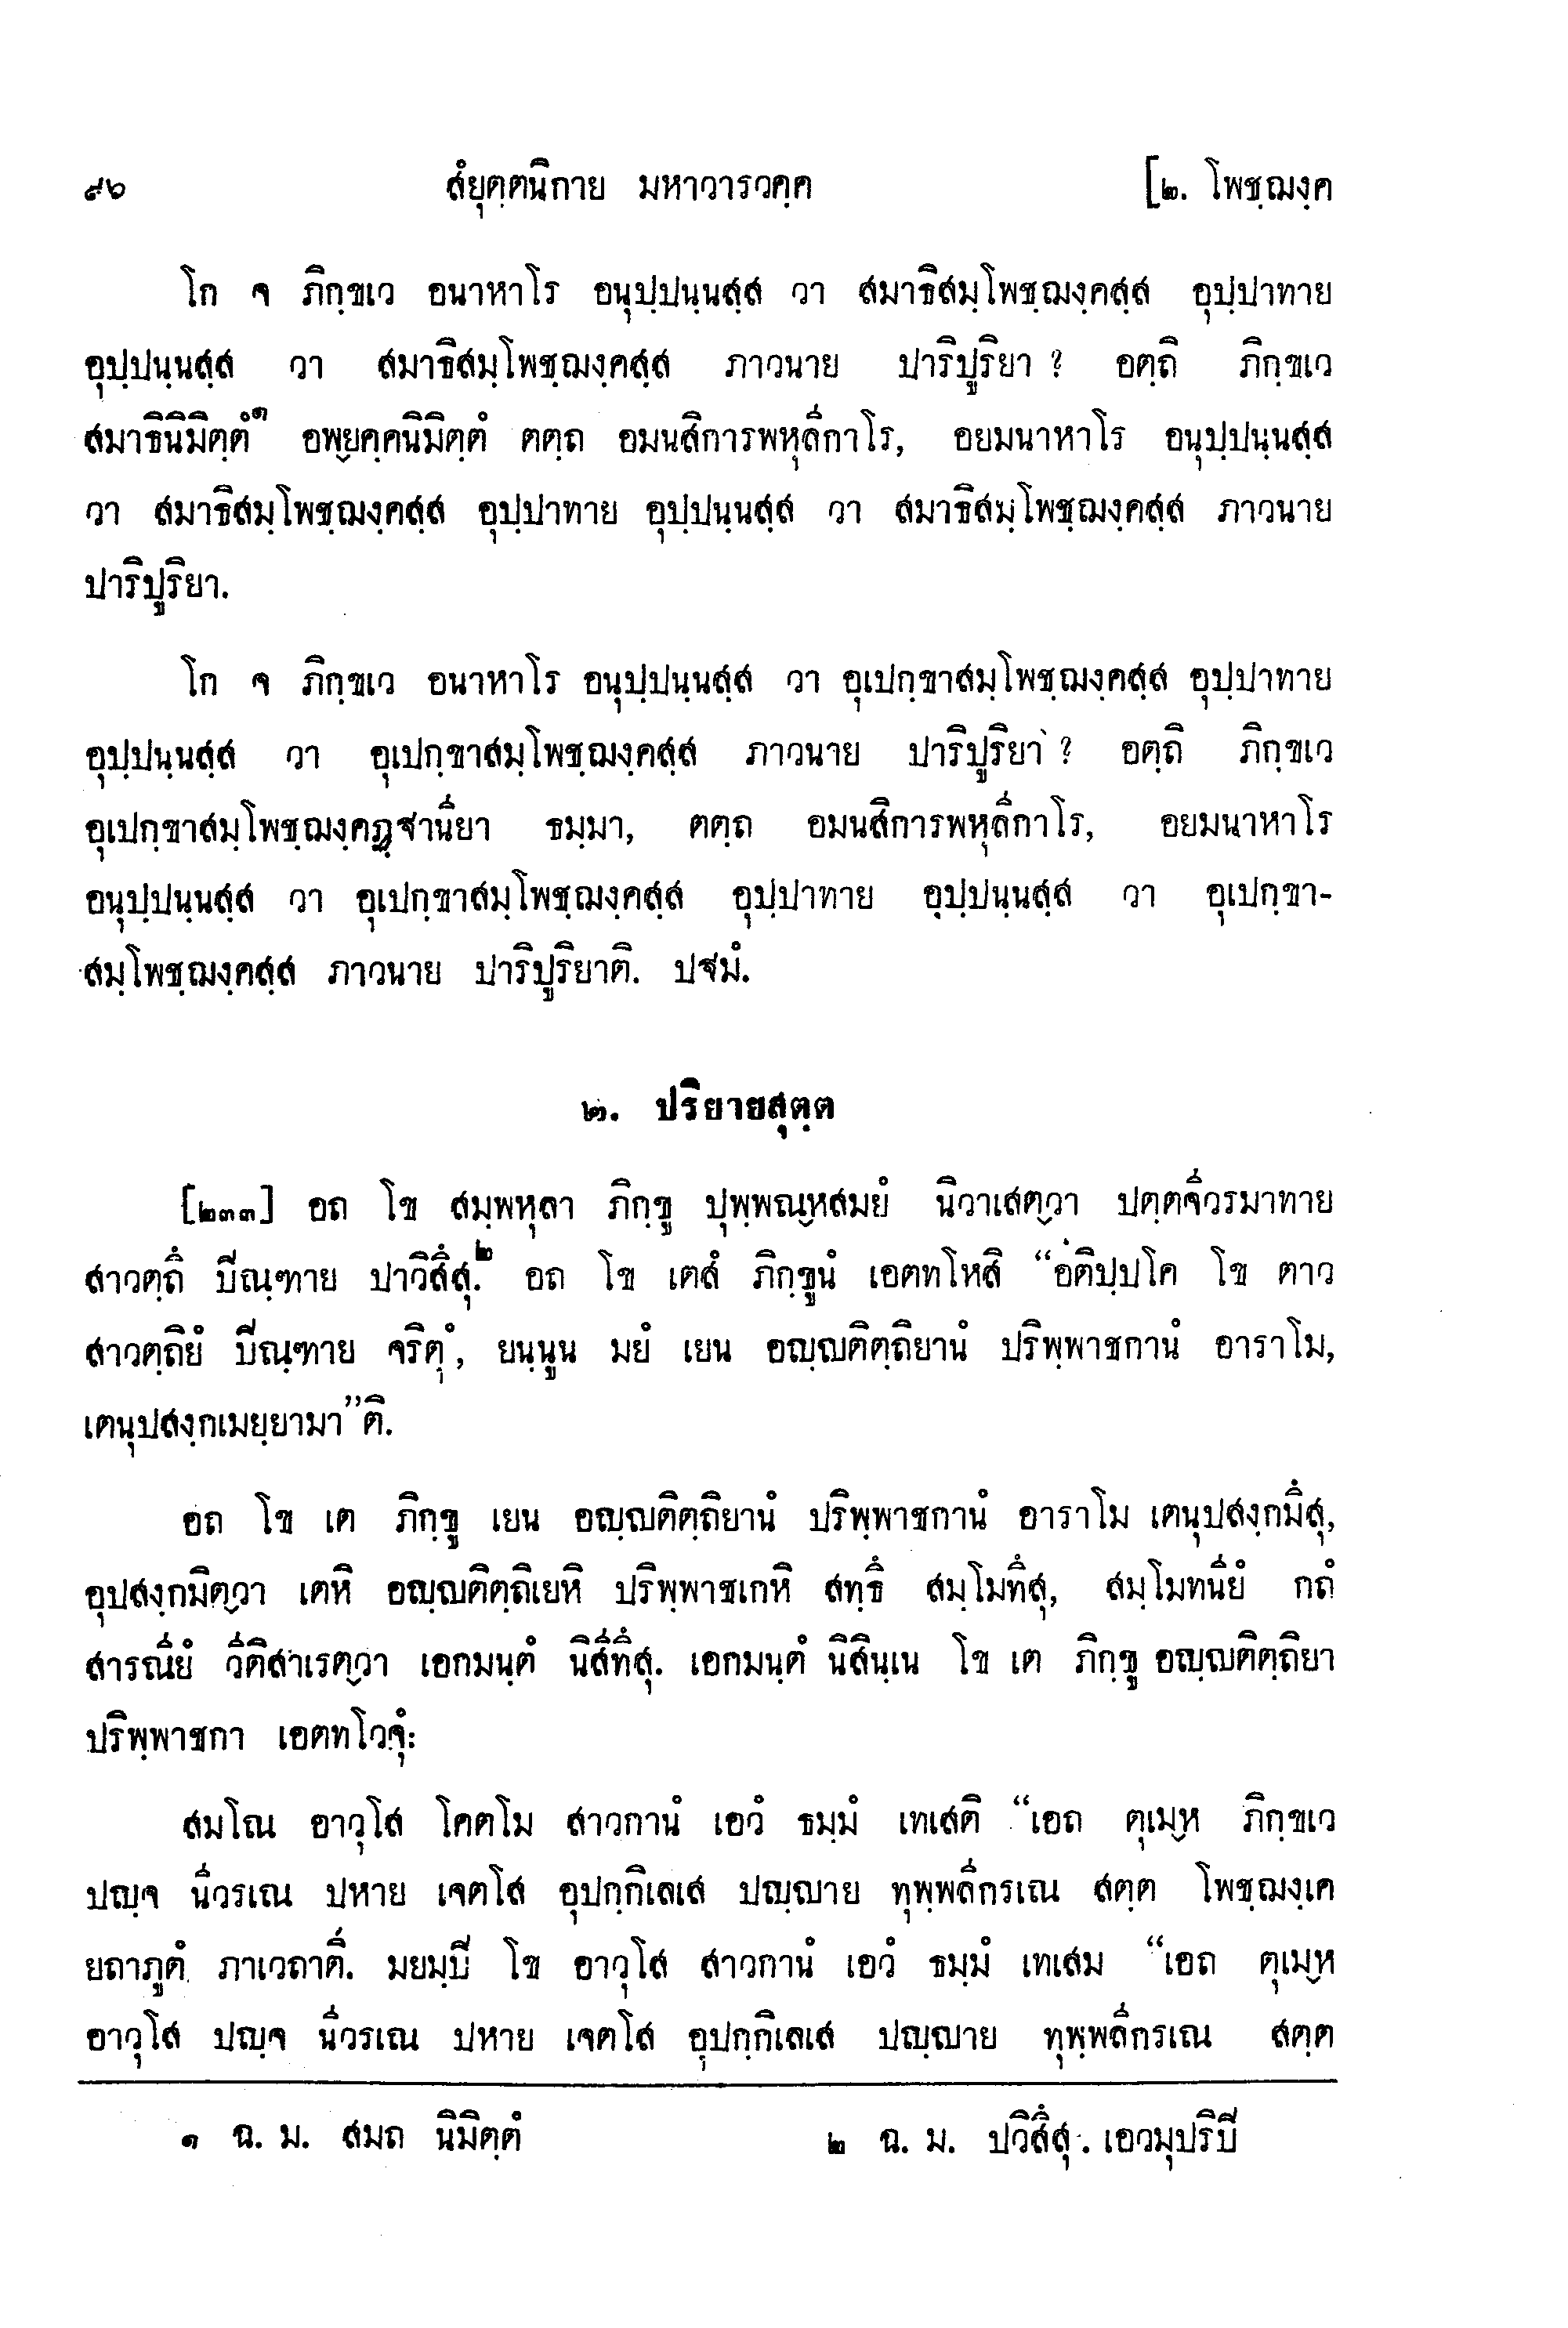 ๙๖ สํยุตฺตนิกาย มหาวารวคฺค [๒. โพชฺฌงฺค
โก จ ภิกฺขเว อนาหาโร อนุปฺปนฺนสฺส วา สมาธิสมฺโพชฺฌงฺคสฺส อุปฺปาทาย
อุปฺปนฺนสฺส วา สมาธิสมฺโพชฺฌงฺคสฺส ภาวนาย ปาริปูริยา ? อตฺถิ ภิกฺขเว
สมาธินิมิตฺตํ๑ อพฺยคฺคนิมิตฺตํ ตตฺถ อมนสิการพหุลีกาโร, อยมนาหาโร อนุปฺปนฺนสฺส
วา สมาธิสมฺโพชฺฌงฺคสฺส อุปฺปาทาย อุปฺปนฺนสฺส วา สมาธิสมฺโพชฺฌงฺคสฺส ภาวนาย
ปาริปูริยา.
โก จ ภิกฺขเว อนาหาโร อนุปฺปนฺนสฺส วา อุเปกฺขาสมฺโพชฺฌงฺคสฺส อุปฺปาทาย
อุปฺปนฺนสฺส วา อุเปกฺขาสมฺโพชฺฌงฺคสฺส ภาวนาย ปาริปูริยา ? อตฺถิ ภิกฺขเว
อุเปกฺขาสมฺโพชฺฌงฺคฏฺฐานียา ธมฺมา, ตตฺถ อมนสิการพหุลีกาโร, อยมนาหาโร
อนุปฺปนฺนสฺส วา อุเปกฺขาสมฺโพชฺฌงฺคสฺส อุปฺปาทาย อุปฺปนฺนสฺส วา อุเปกฺขา-
สมฺโพชฺฌงฺคสฺส ภาวนาย ปาริปูริยาติ. ปฐมํ.
๒. ปริยายสุตฺต
[๒๓๓] อถ โข สมฺพหุลา ภิกฺขู ปุพฺพณฺหสมยํ นิวาเสตฺวา ปตฺตจีวรมาทาย
สาวตฺถึ ปิณฺฑาย ปาวิสึสุ.๒ อถ โข เตสํ ภิกฺขูนํ เอตทโหสิ “อติปฺปโค โข ตาว
สาวตฺถิยํ ปิณฺฑาย จริตุํ, ยนฺนูน มยํ เยน อญฺญติตฺถิยานํ ปริพฺพาชกานํ อาราโม,
เตนุปสงฺกเมยฺยามา”ติ.
อถ โข เต ภิกฺขู เยน อญฺญติตฺถิยานํ ปริพฺพาชกานํ อาราโม เตนุปสงฺกมึสุ,
อุปสงฺกมิตฺวา เตหิ อญฺญติตฺถิเยหิ ปริพฺพาชเกหิ สทฺธึ สมฺโมทึสุ, สมฺโมทนียํ กถํ
สารณียํ วีติสาเรตฺวา เอกมนฺตํ นิสีทึสุ. เอกมนฺตํ นิสินฺเน โข เต ภิกฺขู อญฺญติตฺถิยา
ปริพฺพาชกา เอตทโวจุํ:
สมโณ อาวุโส โคตโม สาวกานํ เอวํ ธมฺมํ เทเสติ “เอถ ตุเมฺห ภิกฺขเว
ปญฺจ นีวรเณ ปหาย เจตโส อุปกฺกิเลเส ปญฺญาย ทุพฺพลีกรเณ สตฺต โพชฺฌงฺเค
ยถาภูตํ ภาเวถาติ. มยมฺปิ โข อาวุโส สาวกานํ เอวํ ธมฺมํ เทเสม “เอถ ตุเมฺห
อาวุโส ปญฺจ นีวรเณ ปหาย เจตโส อุปกฺกิเลเส ปญฺญาย ทุพฺพลีกรเณ สตฺต
๑ ฉ. ม. สมถ นิมิตฺตํ ๒ ฉ. ม. ปวิสึสุ. เอวมุปริปิ